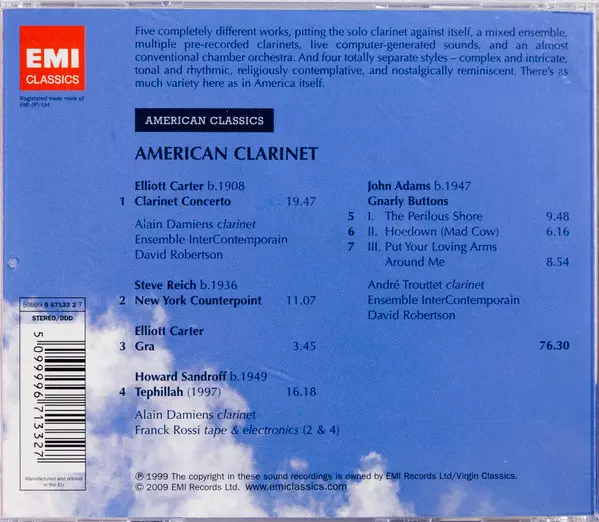 EMI
CLASSICS
Registered trade mark of
EMI (IP) Ltd.
Five completely different works, pitting the solo clarinet against itself, a mixed ensemble,
multiple pre-recorded clarinets, live computer-generated sounds, and an almost
conventional chamber orchestra. And four totally separate styles – complex and intricate,
tonal and rhythmic, religiously contemplative, and nostalgically reminiscent. There's as
much variety here as in America itself.
AMERICAN CLASSICS
AMERICAN CLARINET
Elliott Carter b.1908
1 Clarinet Concerto 19.47
Alain Damiens clarinet
Ensemble InterContemporain
David Robertson
Steve Reich b.1936
2 New York Counterpoint 11.07
Elliott Carter
3 Gra 3.45
Howard Sandroff b.1949
4 Tephillah (1997) 16.18
Alain Damiens clarinet
Franck Rossi tape & electronics (2 & 4)
John Adams b.1947
Gnarly Buttons
5 I. The Perilous Shore 9.48
6 II. Hoedown (Mad Cow) 6.16
7 III. Put Your Loving Arms
Around Me 8.54
André Trouttet clarinet
Ensemble InterContemporain
David Robertson
76.30
50999 9 67133 2 7
STEREO/DDD
5 099996 713327
Manufactured and printed
in the EU
℗ 1999 The copyright in these sound recordings is owned by EMI Records Ltd/Virgin Classics.
© 2009 EMI Records Ltd. www.emiclassics.com